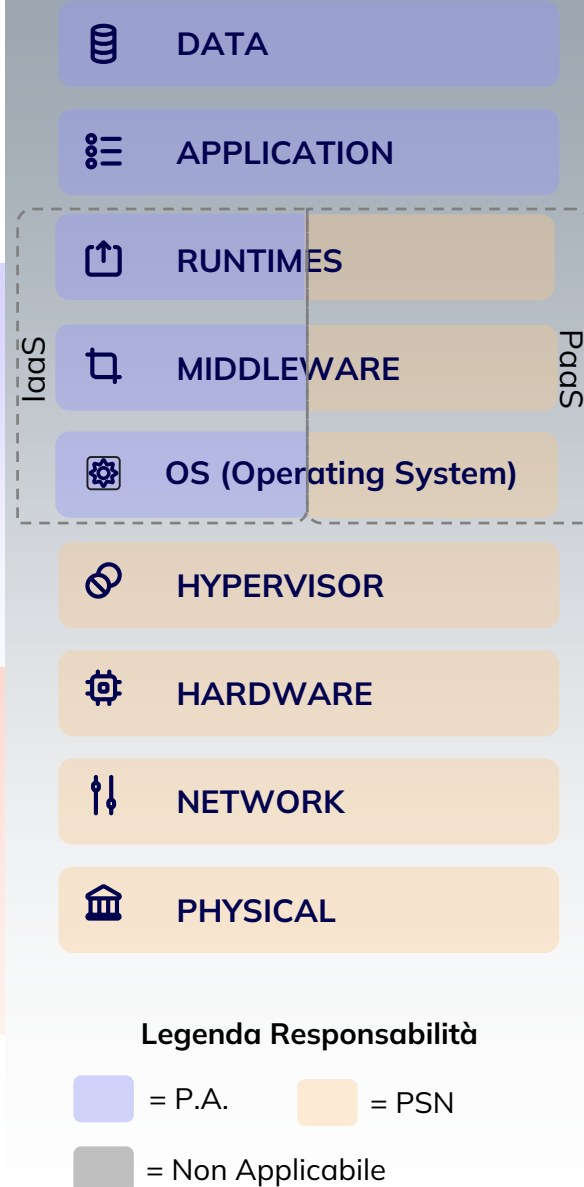 DATA
APPLICATION
RUNTIMES
IaaS
MIDDLEWARE
PaaS
OS (Operating System)
HYPERVISOR
HARDWARE
NETWORK
PHYSICAL
Legenda Responsabilità
= P.A.
= PSN
= Non Applicabile